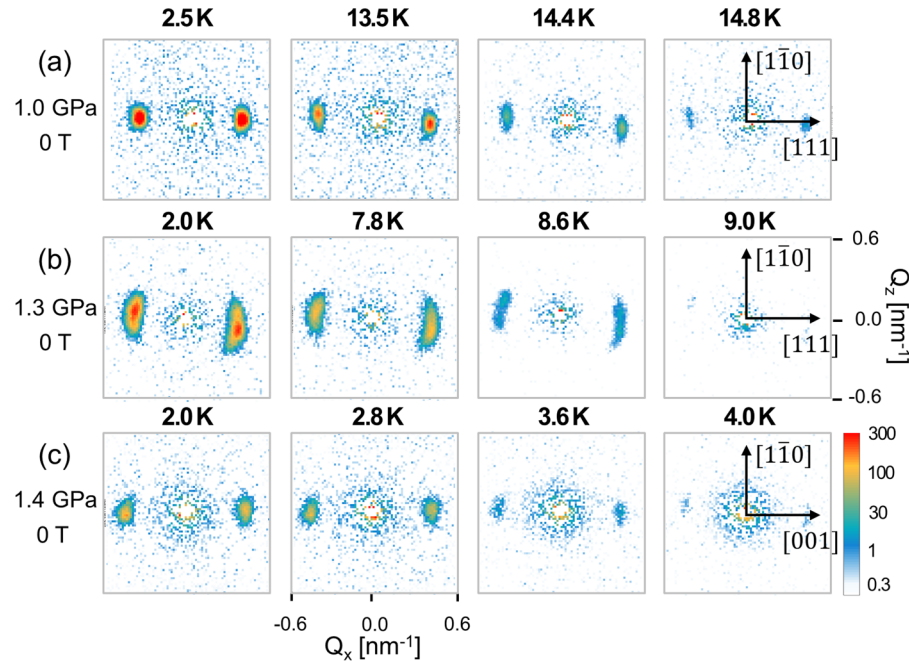 2.5 K 13.5 K 14.4 K 14.8 K
(a)
1.0 GPa
0 T
[11̅0]
[111]
2.0 K 7.8 K 8.6 K 9.0 K
(b)
1.3 GPa
0 T
[11̅0]
[111]
0.6
0.0
-0.6
Qz [nm-1]
2.0 K 2.8 K 3.6 K 4.0 K
(c)
1.4 GPa
0 T
[11̅0]
[001]
300
100
30
1
0.3
-0.6 0.0 0.6
Qx [nm-1]